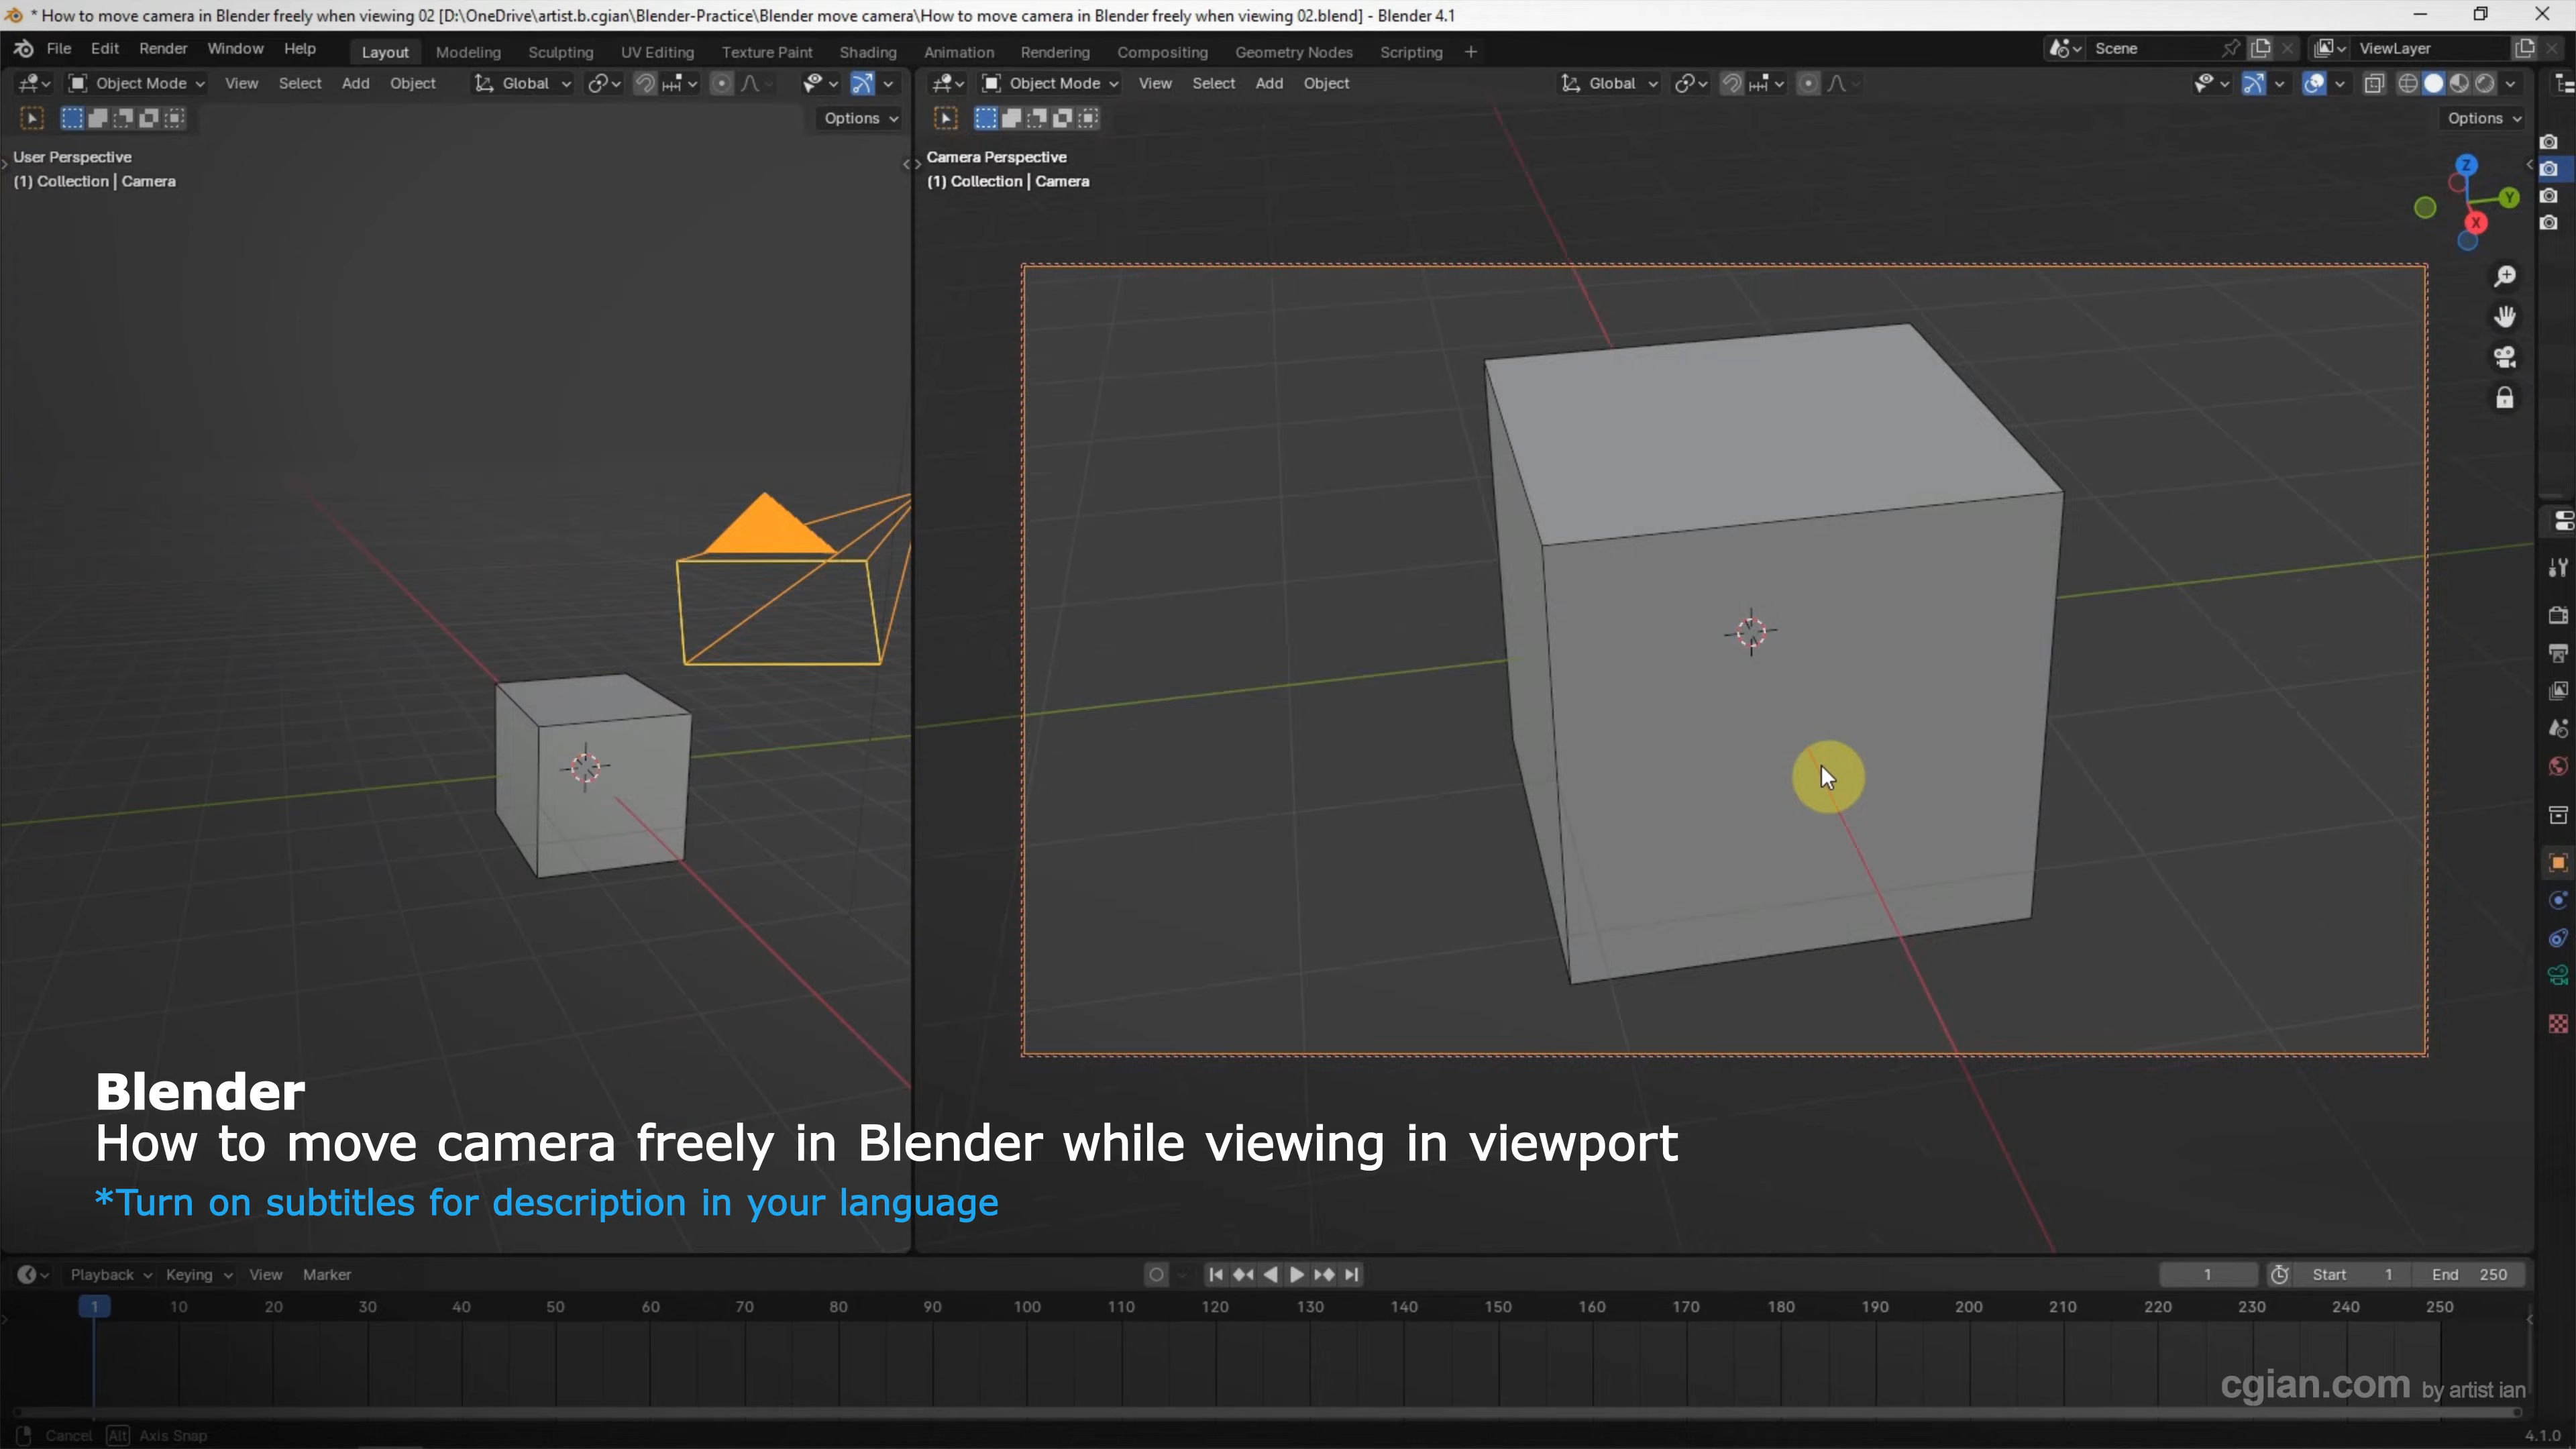 * How to move camera in Blender freely when viewing 02 [D:\OneDrive\artist.b.cgian\Blender-Practice\Blender move camera\How to move camera in Blender freely when viewing 02.blend] - Blender 4.1
File Edit Render Window Help Layout Modeling Sculpting UV Editing Texture Paint Shading Animation Rendering Compositing Geometry Nodes Scripting + Scene ViewLayer
Object Mode View Select Add Object Global
Object Mode View Select Add Object Global
Options
Options
User Perspective
(1) Collection | Camera
Camera Perspective
(1) Collection | Camera
Z
Y
X
Blender
How to move camera freely in Blender while viewing in viewport
*Turn on subtitles for description in your language
Playback Keying View Marker 1 Start 1 End 250
1 10 20 30 40 50 60 70 80 90 100 110 120 130 140 150 160 170 180 190 200 210 220 230 240 250
cgian.com by artist ian
Cancel Alt Axis Snap 4.1.0